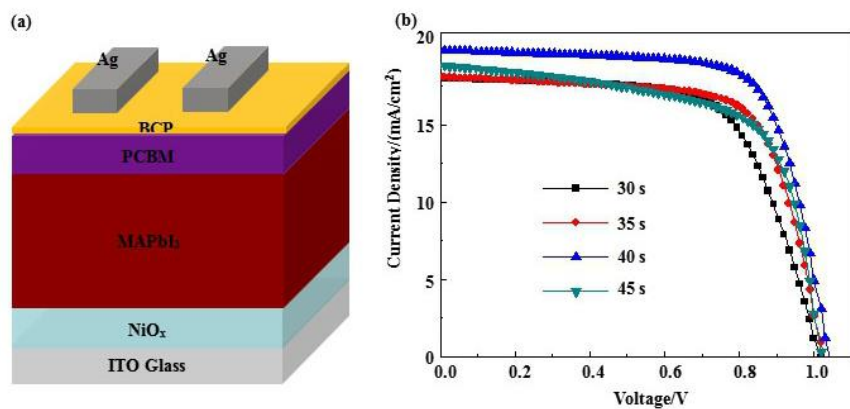 (a)
Ag
Ag
BCP
PCBM
MAPbI₃
NiOₓ
ITO Glass
(b)
20
15
10
5
0
Current Density/(mA/cm²)
30 s
35 s
40 s
45 s
0.0 0.2 0.4 0.6 0.8 1.0
Voltage/V